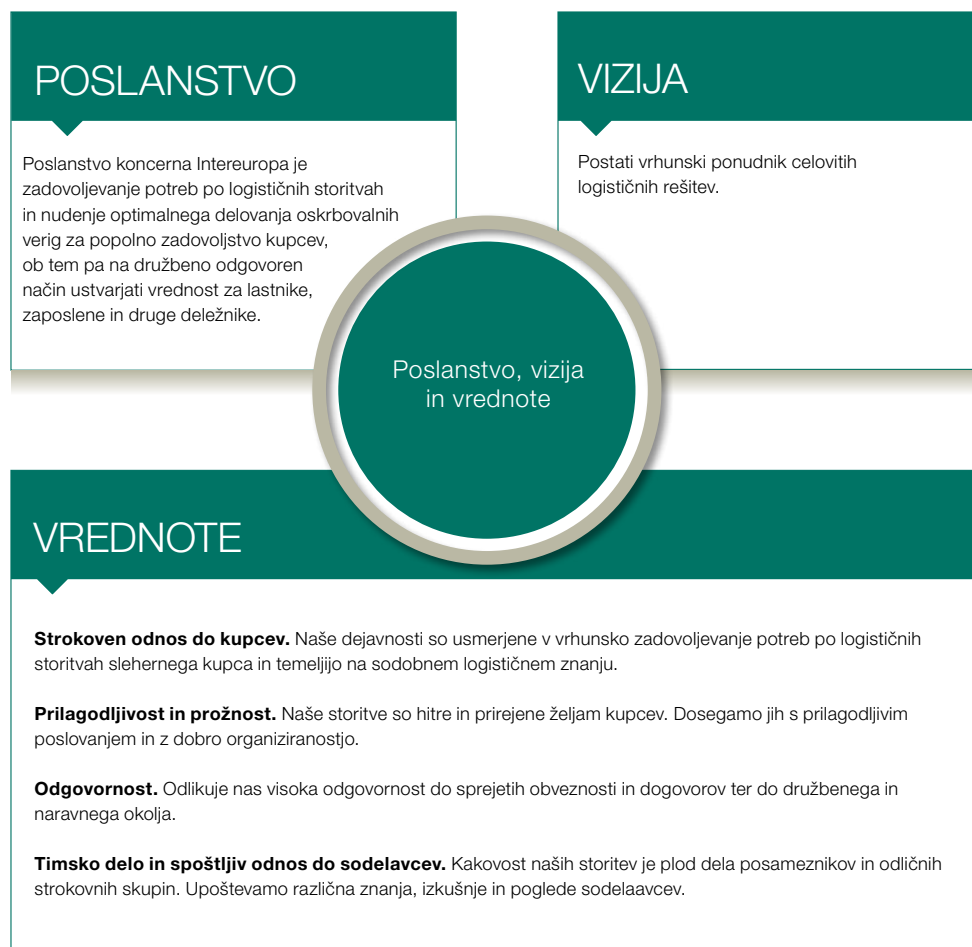 POSLANSTVO
Poslanstvo koncerna Intereuropa je
zadovoljevanje potreb po logističnih storitvah
in nudenje optimalnega delovanja oskrbovalnih
verig za popolno zadovoljstvo kupcev,
ob tem pa na družbeno odgovoren
način ustvarjati vrednost za lastnike,
zaposlene in druge deležnike.
VIZIJA
Postati vrhunski ponudnik celovitih
logističnih rešitev.
Poslanstvo, vizija
in vrednote
VREDNOTE
Strokoven odnos do kupcev. Naše dejavnosti so usmerjene v vrhunsko zadovoljevanje potreb po logističnih
storitvah slehernega kupca in temeljijo na sodobnem logističnem znanju.
Prilagodljivost in prožnost. Naše storitve so hitre in prirejene željam kupcev. Dosegamo jih s prilagodljivim
poslovanjem in z dobro organiziranostjo.
Odgovornost. Odlikuje nas visoka odgovornost do sprejetih obveznosti in dogovorov ter do družbenega in
naravnega okolja.
Timsko delo in spoštljiv odnos do sodelavcev. Kakovost naših storitev je plod dela posameznikov in odličnih
strokovnih skupin. Upoštevamo različna znanja, izkušnje in poglede sodelaavcev.